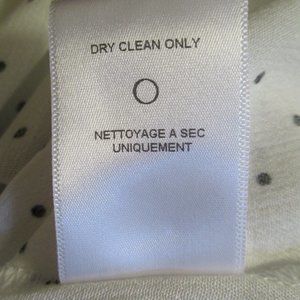 DRY CLEAN ONLY
NETTOYAGE A SEC
UNIQUEMENT